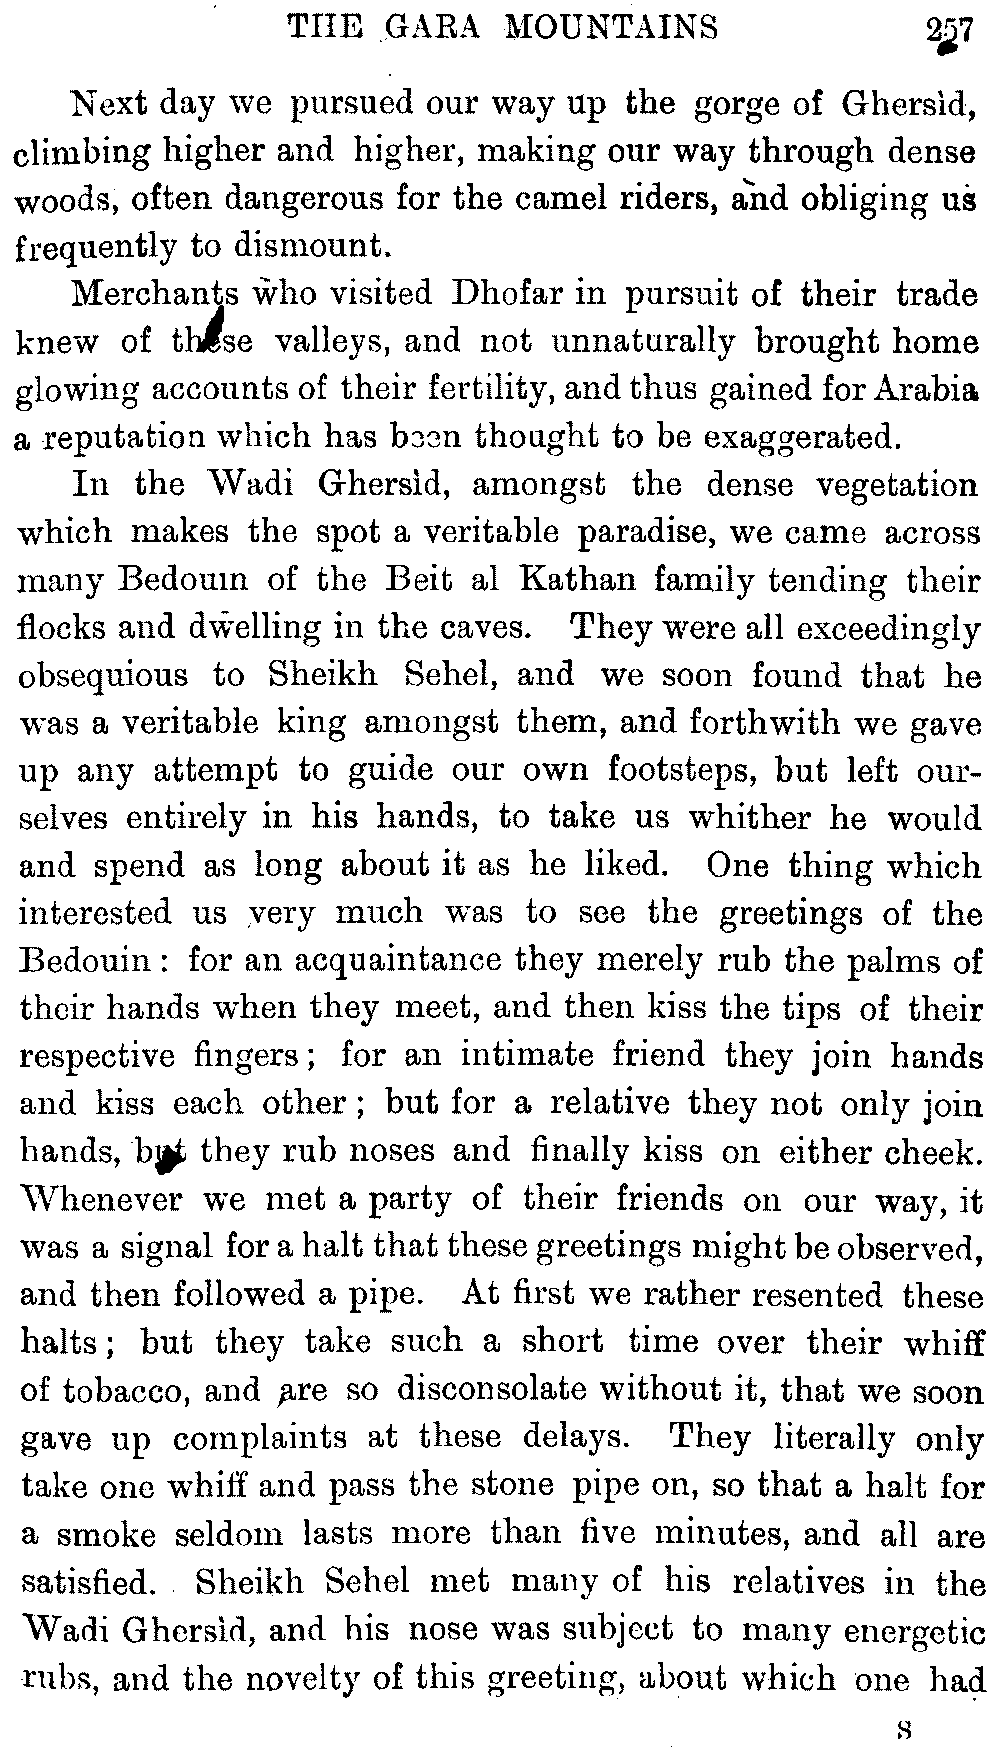 THE GARA MOUNTAINS 257
Next day we pursued our way up the gorge of Ghersìd,
climbing higher and higher, making our way through dense
woods, often dangerous for the camel riders, and obliging us
frequently to dismount.
Merchants who visited Dhofar in pursuit of their trade
knew of these valleys, and not unnaturally brought home
glowing accounts of their fertility, and thus gained for Arabia
a reputation which has been thought to be exaggerated.
In the Wadi Ghersìd, amongst the dense vegetation
which makes the spot a veritable paradise, we came across
many Bedouin of the Beit al Kathan family tending their
flocks and dwelling in the caves. They were all exceedingly
obsequious to Sheikh Sehel, and we soon found that he
was a veritable king amongst them, and forthwith we gave
up any attempt to guide our own footsteps, but left our-
selves entirely in his hands, to take us whither he would
and spend as long about it as he liked. One thing which
interested us very much was to see the greetings of the
Bedouin : for an acquaintance they merely rub the palms of
their hands when they meet, and then kiss the tips of their
respective fingers ; for an intimate friend they join hands
and kiss each other ; but for a relative they not only join
hands, but they rub noses and finally kiss on either cheek.
Whenever we met a party of their friends on our way, it
was a signal for a halt that these greetings might be observed,
and then followed a pipe. At first we rather resented these
halts ; but they take such a short time over their whiff
of tobacco, and are so disconsolate without it, that we soon
gave up complaints at these delays. They literally only
take one whiff and pass the stone pipe on, so that a halt for
a smoke seldom lasts more than five minutes, and all are
satisfied. Sheikh Sehel met many of his relatives in the
Wadi Ghersìd, and his nose was subject to many energetic
rubs, and the novelty of this greeting, about which one had
S